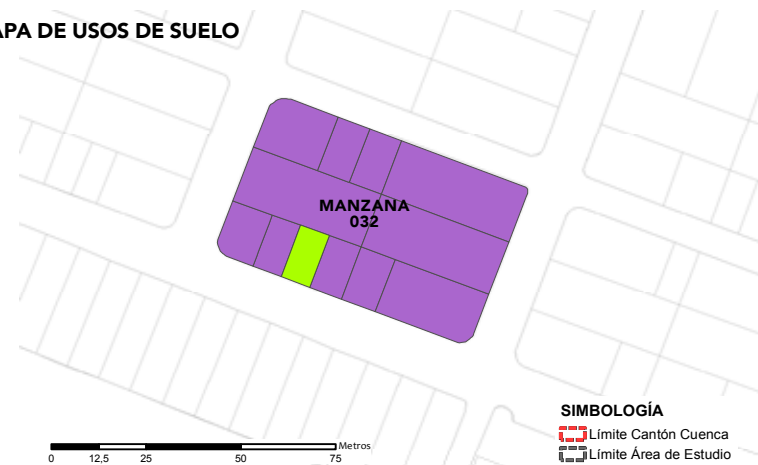 APA DE USOS DE SUELO
MANZANA
032
SIMBOLOGÍA
Límite Cantón Cuenca
Límite Área de Estudio
Metros
0 12,5 25 50 75